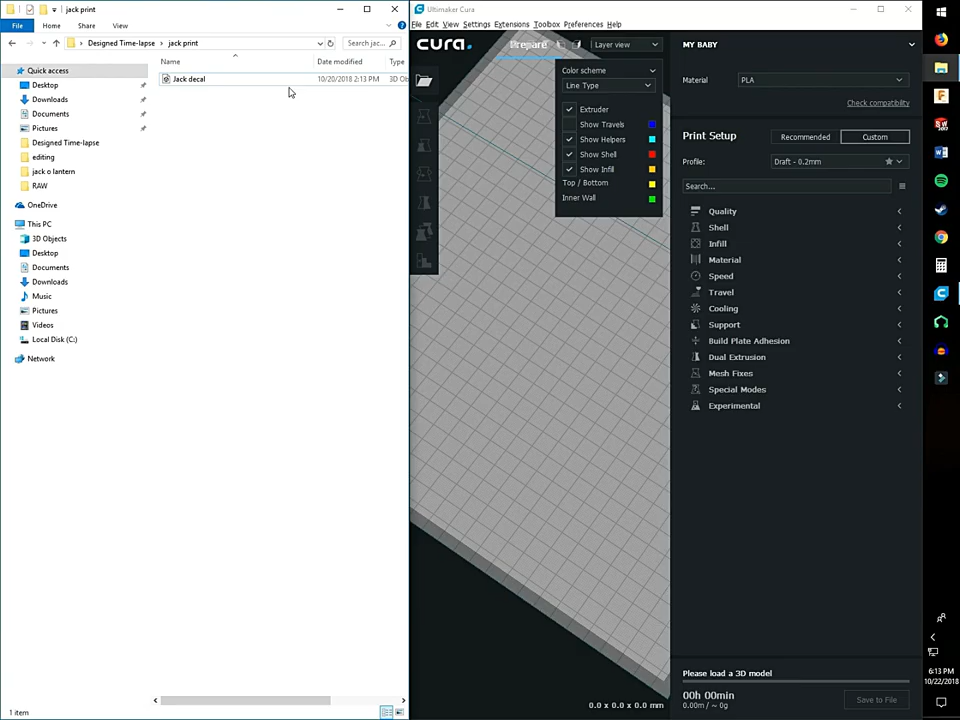 jack print
File
Home
Share
View
Designed Time-lapse
jack print
Search jac...
Quick access
Desktop
Downloads
Documents
Pictures
Designed Time-lapse
editing
jack o lantern
RAW
OneDrive
This PC
3D Objects
Desktop
Documents
Downloads
Music
Pictures
Videos
Local Disk (C:)
Network
Name
Date modified
Type
Jack decal
10/20/2018 2:13 PM
3D Ob
1 item
Ultimaker Cura
File Edit View Settings Extensions Toolbox Preferences Help
cura.
Prepare
Layer view
Color scheme
Line Type
Extruder
Show Travels
Show Helpers
Show Shell
Show Infill
Top / Bottom
Inner Wall
0.0 x 0.0 x 0.0 mm
MY BABY
Material
PLA
Check compatibility
Print Setup
Recommended
Custom
Profile:
Draft - 0.2mm
Search...
Quality
Shell
Infill
Material
Speed
Travel
Cooling
Support
Build Plate Adhesion
Dual Extrusion
Mesh Fixes
Special Modes
Experimental
Please load a 3D model
00h 00min
0.00m / ~ 0g
Save to File
6:13 PM
10/22/2018